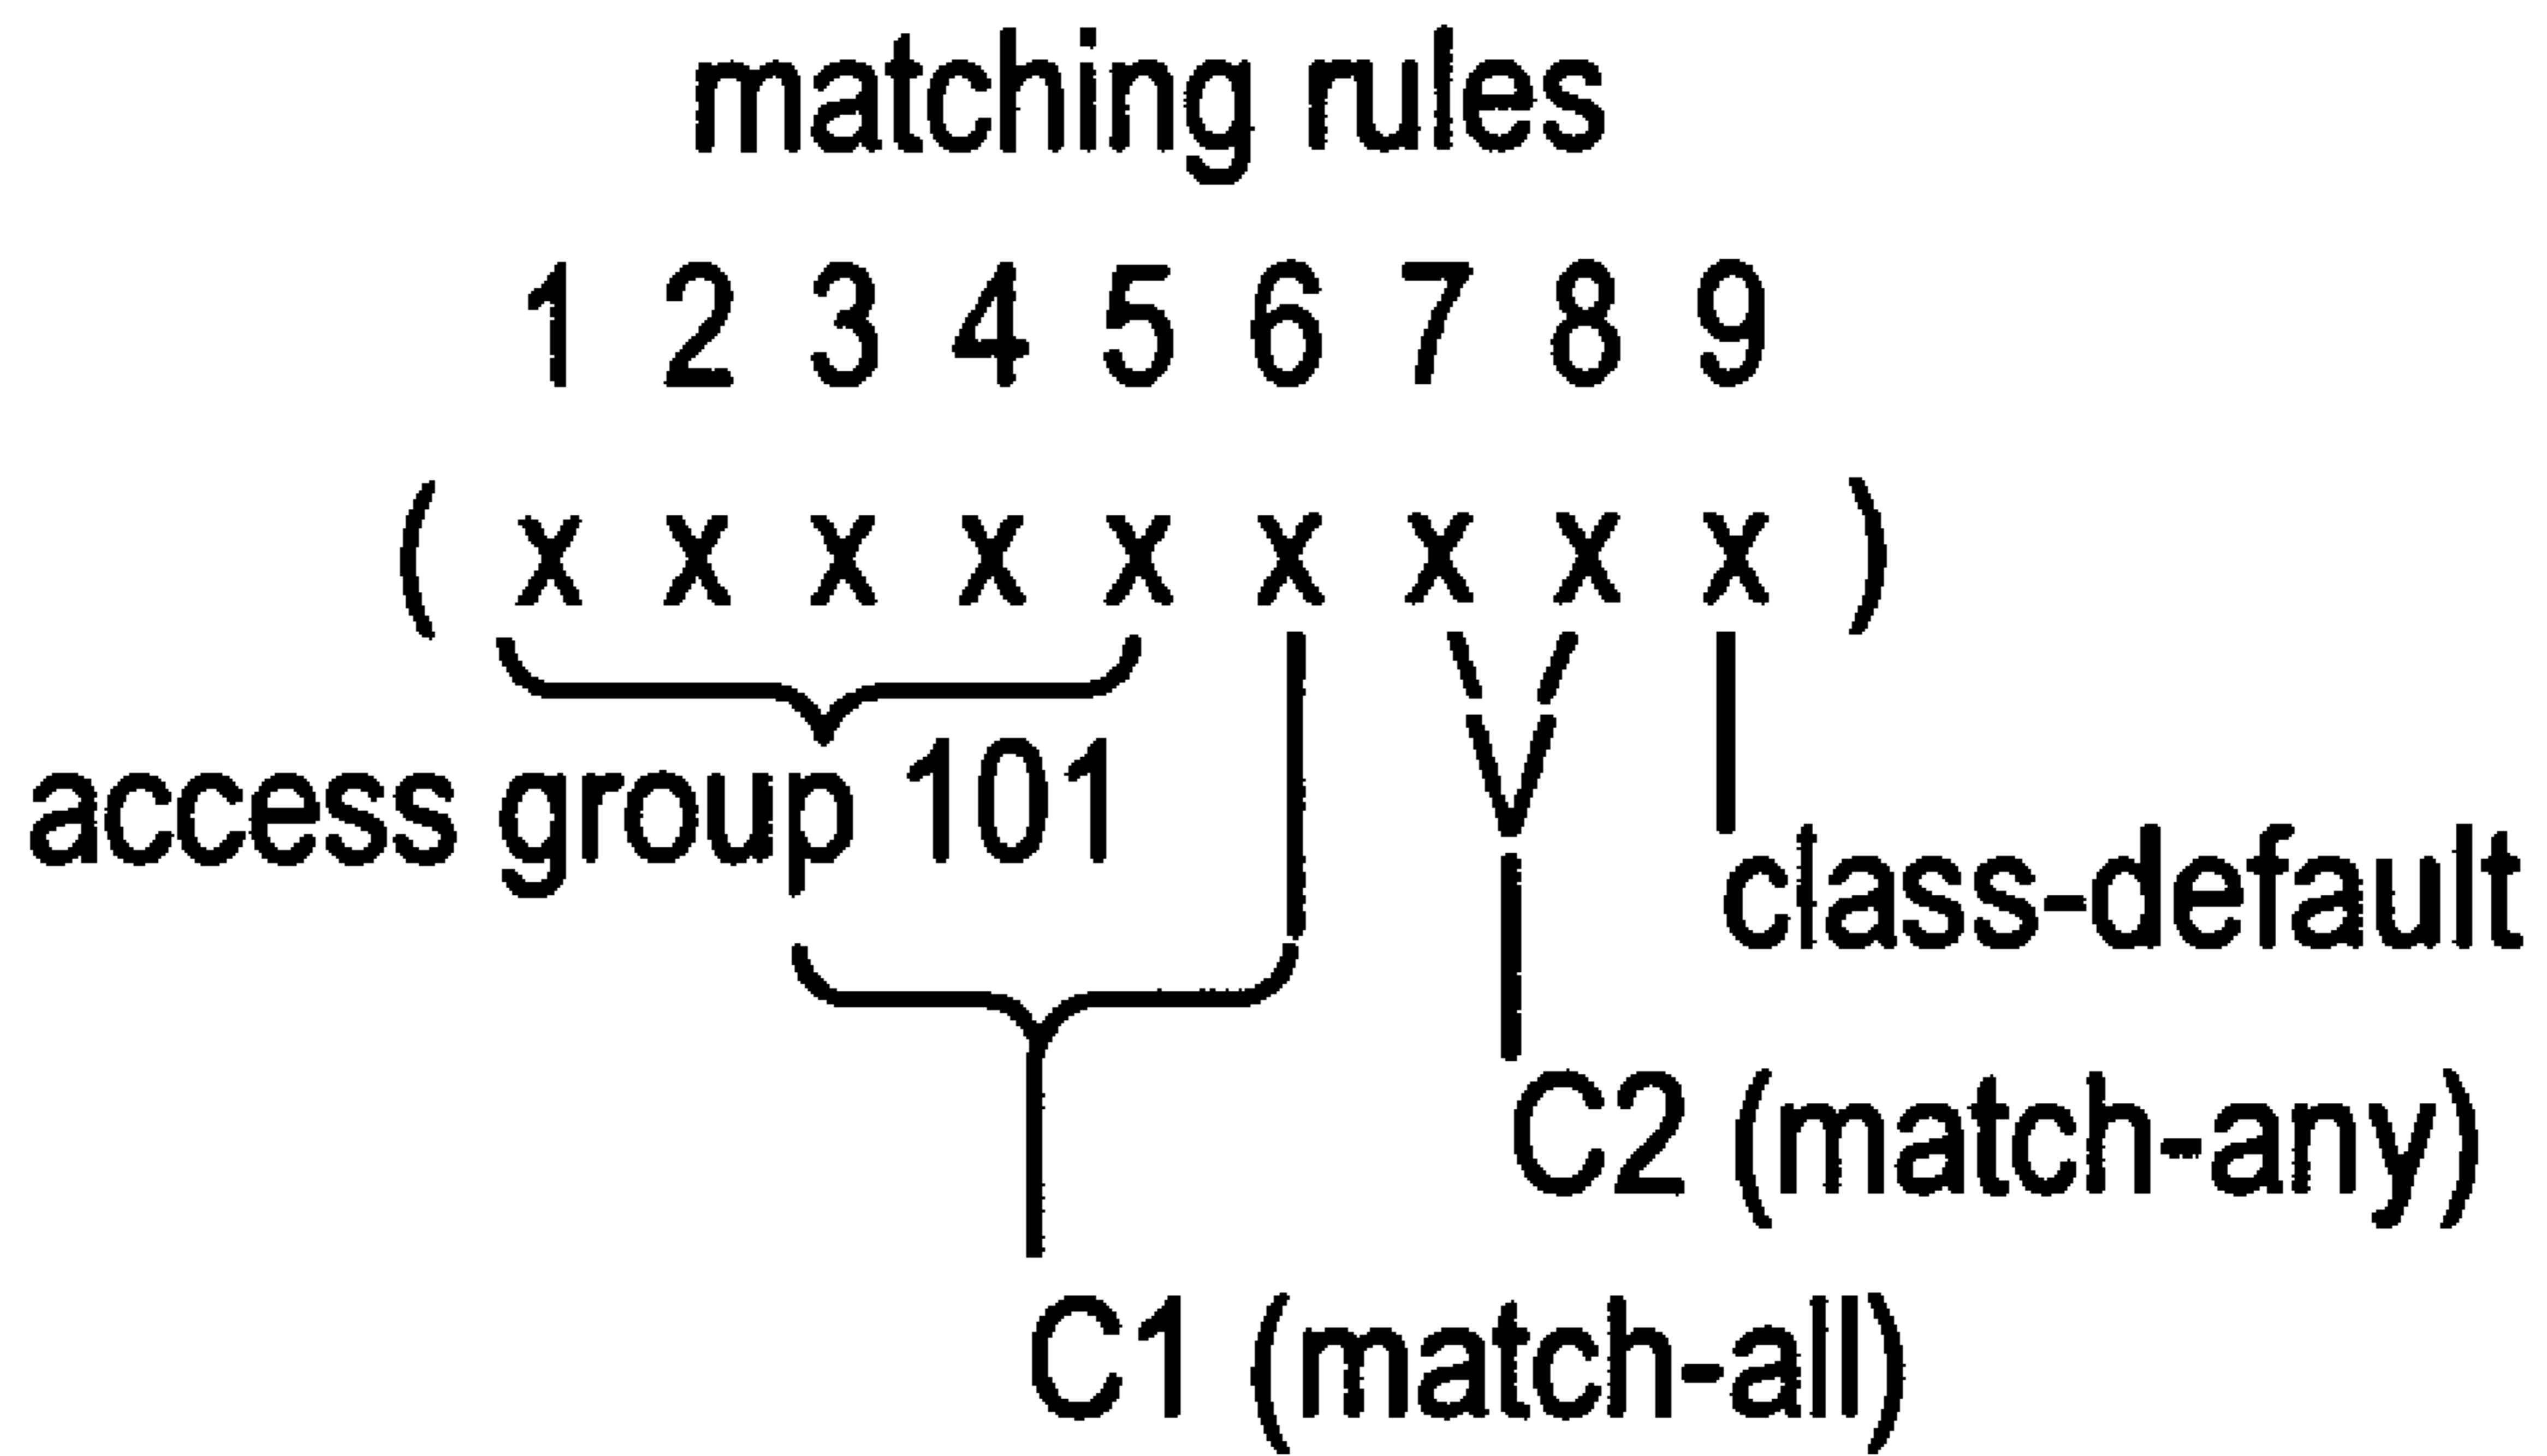 matching rules
1 2 3 4 5 6 7 8 9
( x x x x x x x x x )
access group 101
class-default
C2 (match-any)
C1 (match-all)